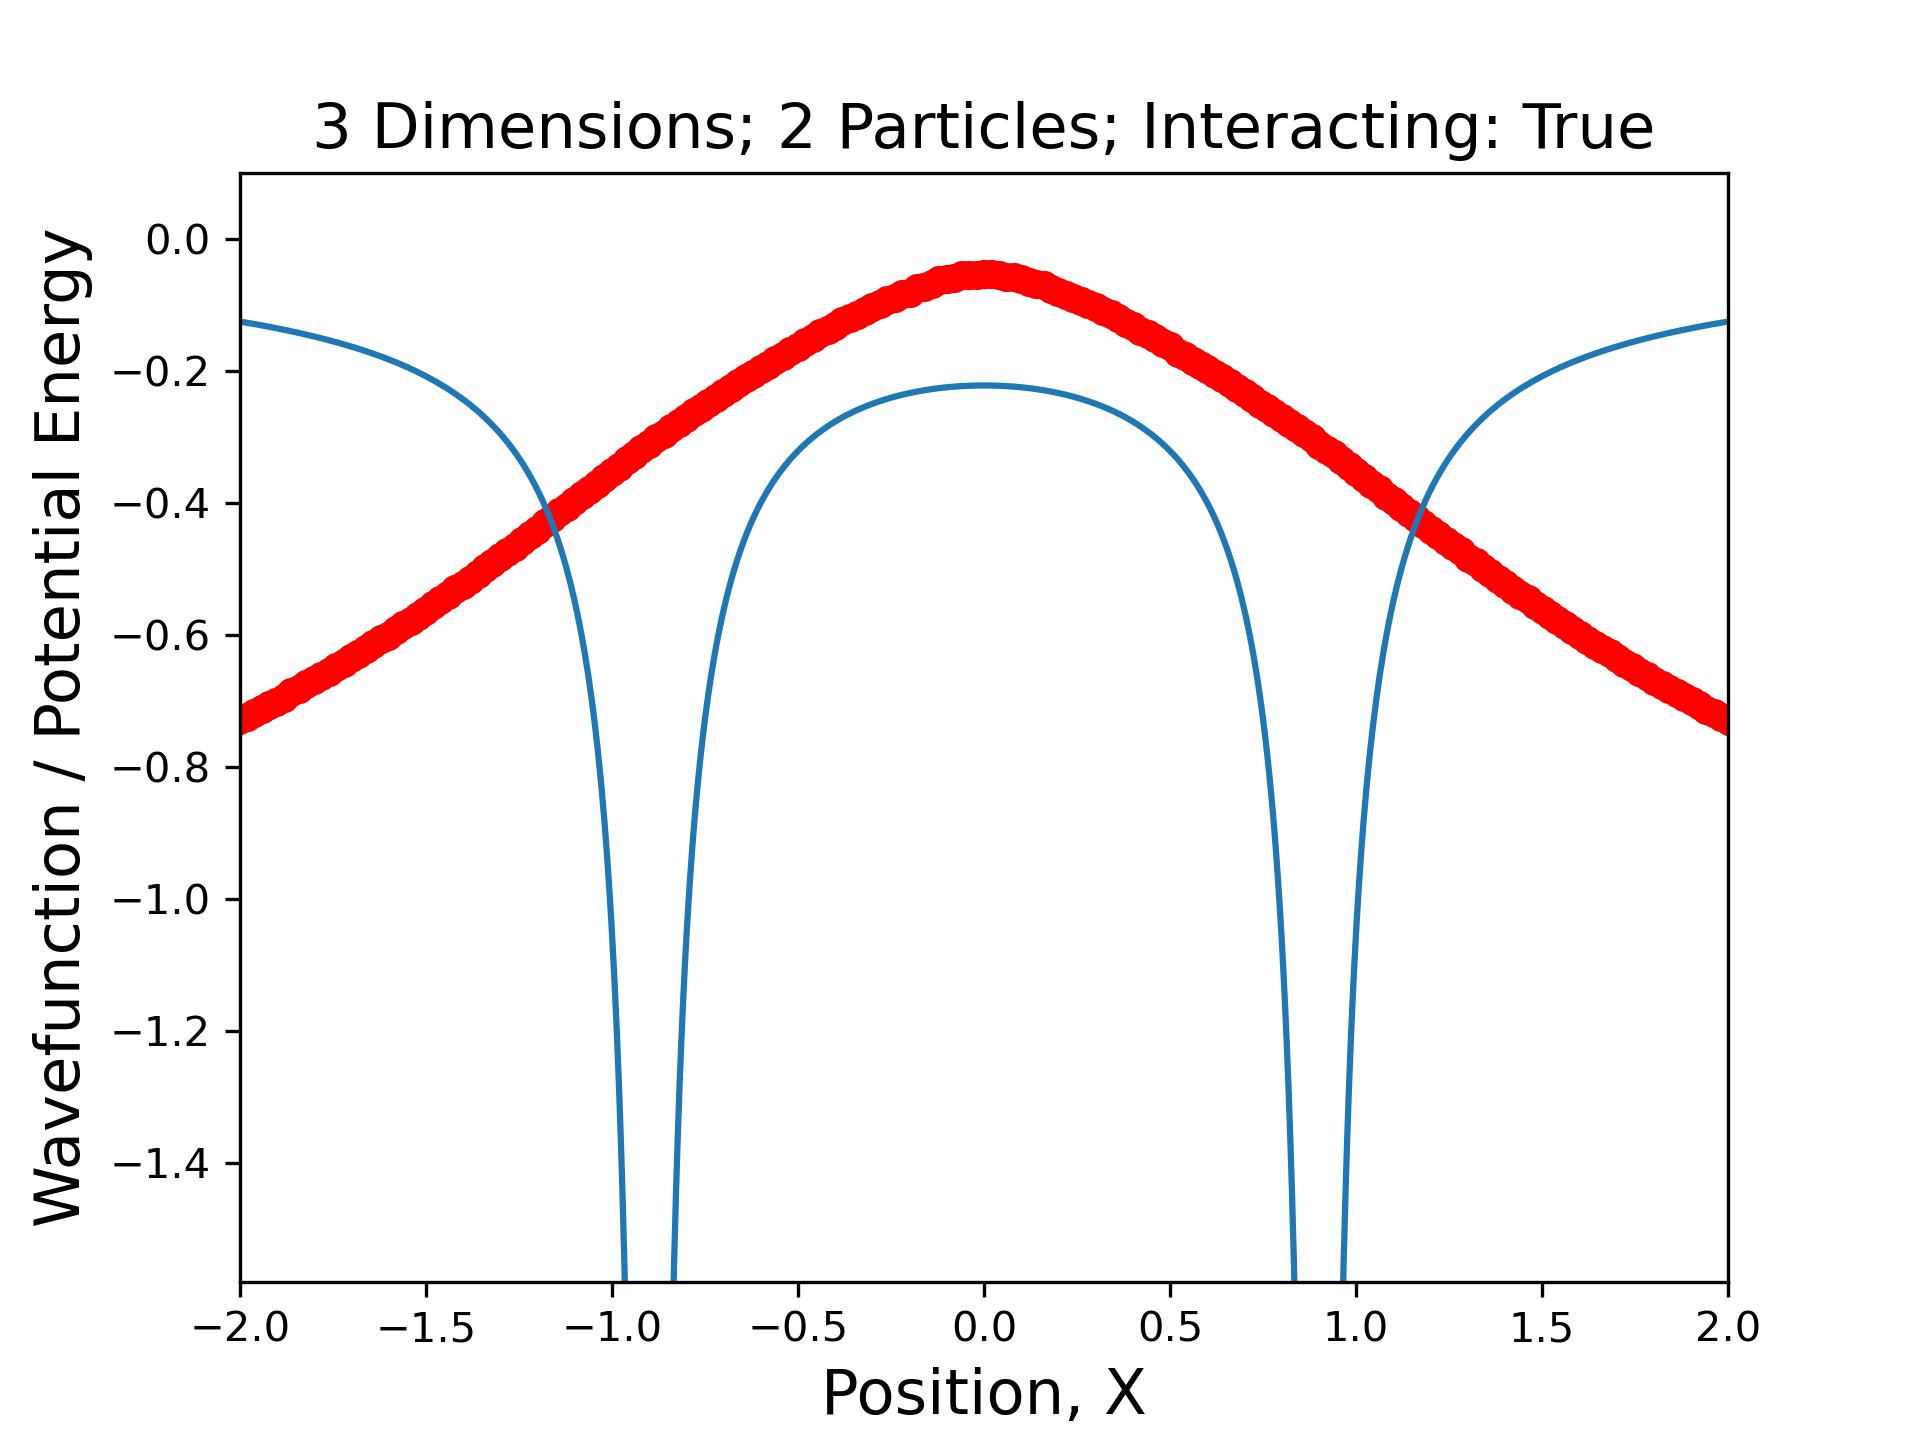 3 Dimensions; 2 Particles; Interacting: True
Wavefunction / Potential Energy
0.0
−0.2
−0.4
−0.6
−0.8
−1.0
−1.2
−1.4
−2.0 −1.5 −1.0 −0.5 0.0 0.5 1.0 1.5 2.0
Position, X